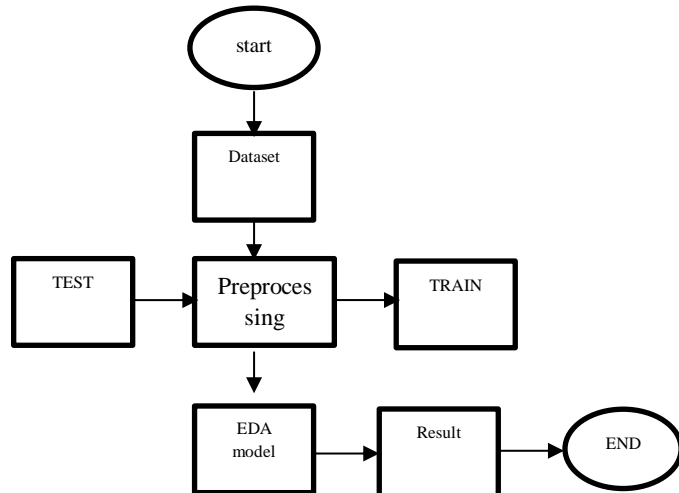 start
Dataset
TEST
Preproces
sing
TRAIN
EDA
model
Result
END